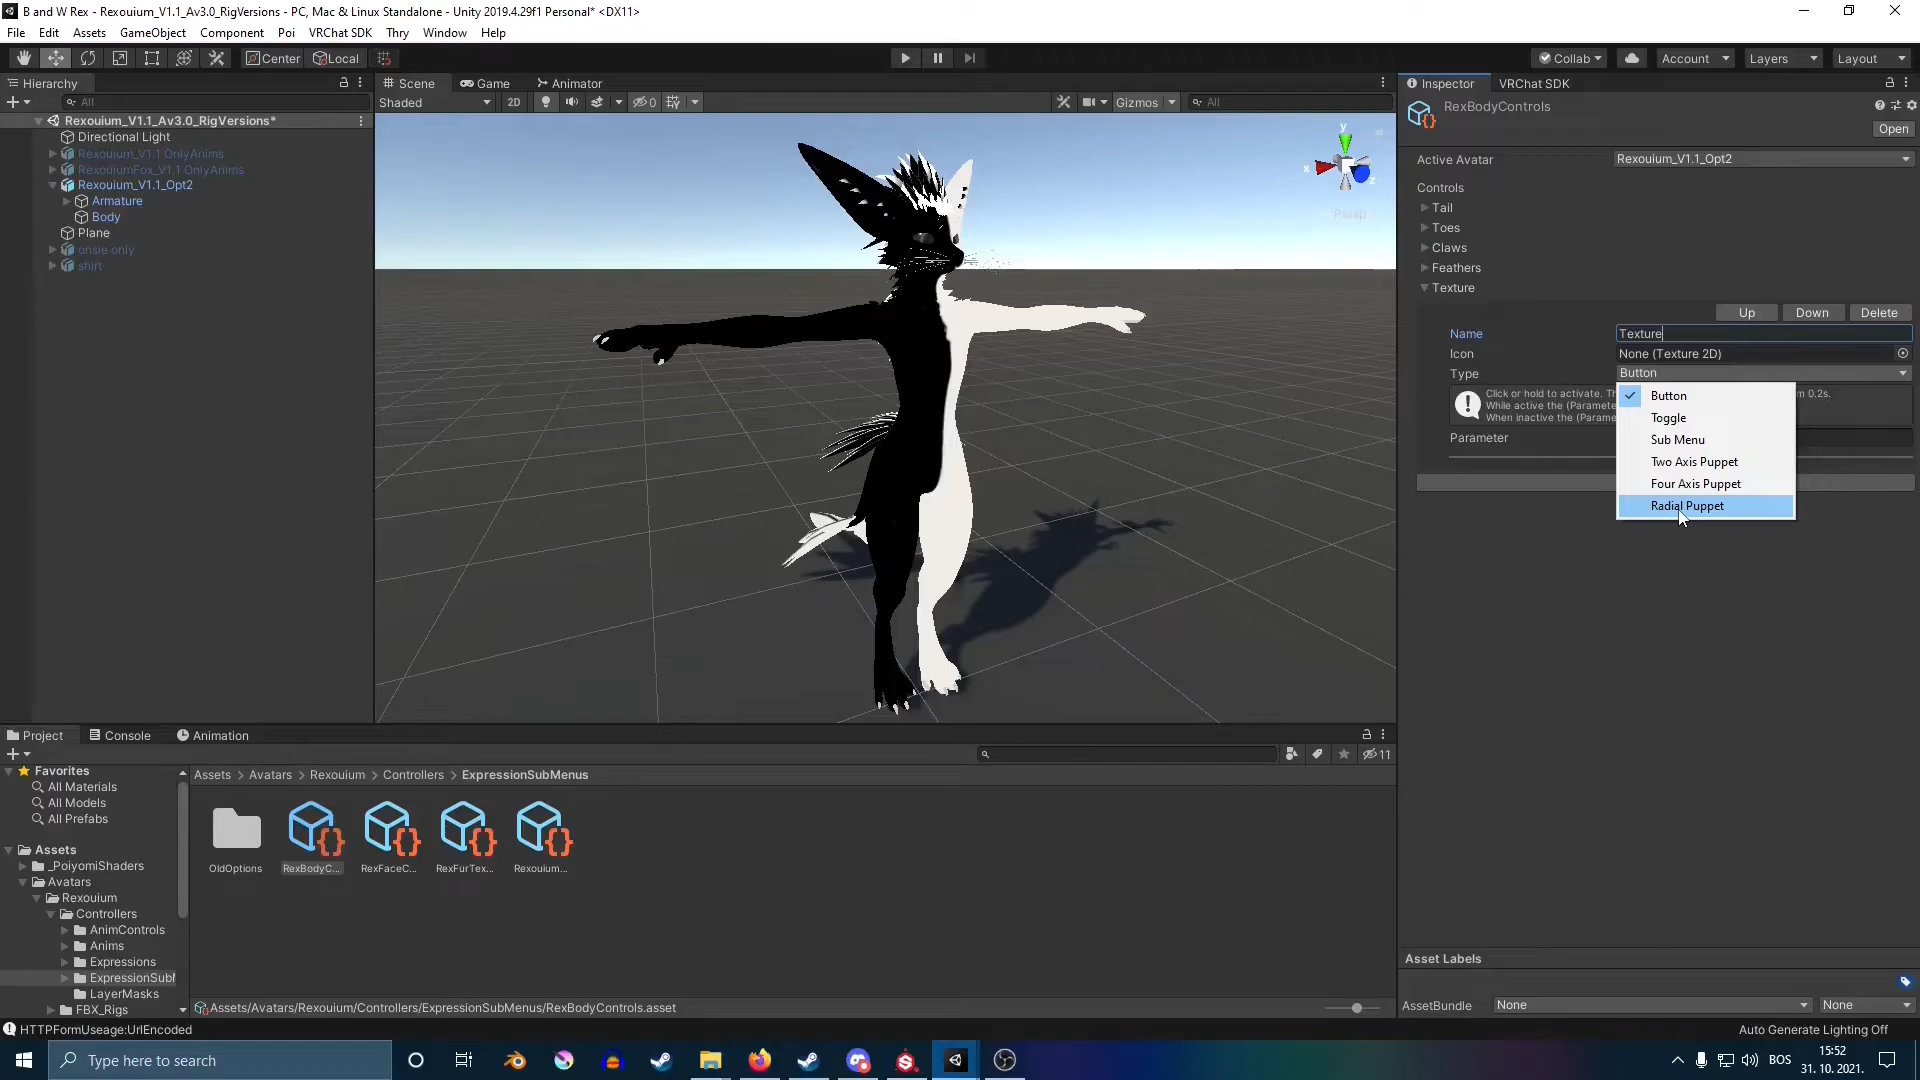 B and W Rex - Rexouium_V1.1_Av3.0_RigVersions - PC, Mac & Linux Standalone - Unity 2019.4.29f1 Personal* <DX11>
File Edit Assets GameObject Component Poi VRChat SDK Thry Window Help
Center Local Collab Account Layers Layout
Hierarchy
All
Rexouium_V1.1_Av3.0_RigVersions*
Directional Light
Rexouium_V1.1 OnlyAnims
RexouiumFox_V1.1 OnlyAnims
Rexouium_V1.1_Opt2
Armature
Body
Plane
onsie only
shirt
Scene Game Animator
Shaded 2D 0 Gizmos All
y
x
z
Persp
Inspector VRChat SDK
RexBodyControls
Open
Active Avatar Rexouium_V1.1_Opt2
Controls
Tail
Toes
Claws
Feathers
Texture
Up Down Delete
Name Texture
Icon None (Texture 2D)
Type Button
Click or hold to activate. Th
m 0.2s.
While active the (Paramete
When inactive the (Parame
Parameter
Button
Toggle
Sub Menu
Two Axis Puppet
Four Axis Puppet
Radial Puppet
Project Console Animation
11
Favorites
All Materials
All Models
All Prefabs
Assets
_PoiyomiShaders
Avatars
Rexouium
Controllers
AnimControls
Anims
Expressions
ExpressionSub
LayerMasks
FBX_Rigs
Assets > Avatars > Rexouium > Controllers > ExpressionSubMenus
OldOptions RexBodyC... RexFaceC... RexFurTex... Rexouium...
Assets/Avatars/Rexouium/Controllers/ExpressionSubMenus/RexBodyControls.asset
Asset Labels
AssetBundle None None
HTTPFormUseage:UrlEncoded
Auto Generate Lighting Off
Type here to search
BOS
15:52
31. 10. 2021.